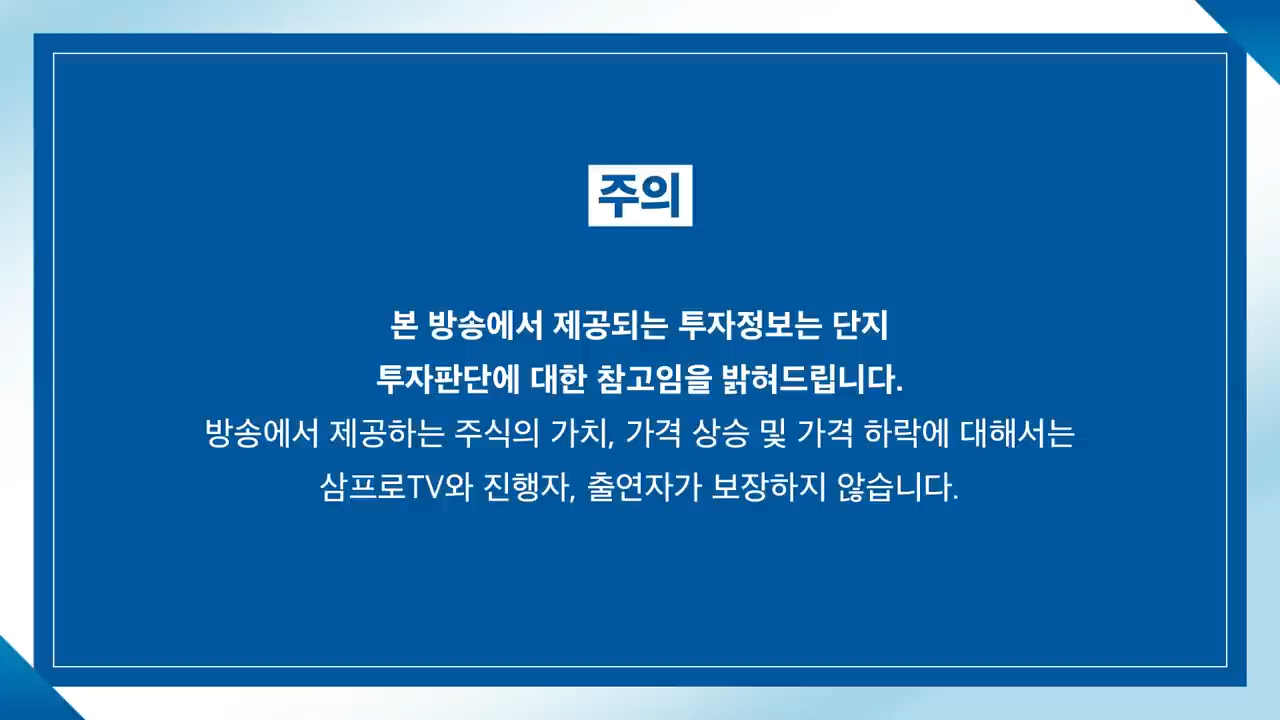 주의
본 방송에서 제공되는 투자정보는 단지
투자판단에 대한 참고임을 밝혀드립니다.
방송에서 제공하는 주식의 가치, 가격 상승 및 가격 하락에 대해서는
삼프로TV와 진행자, 출연자가 보장하지 않습니다.